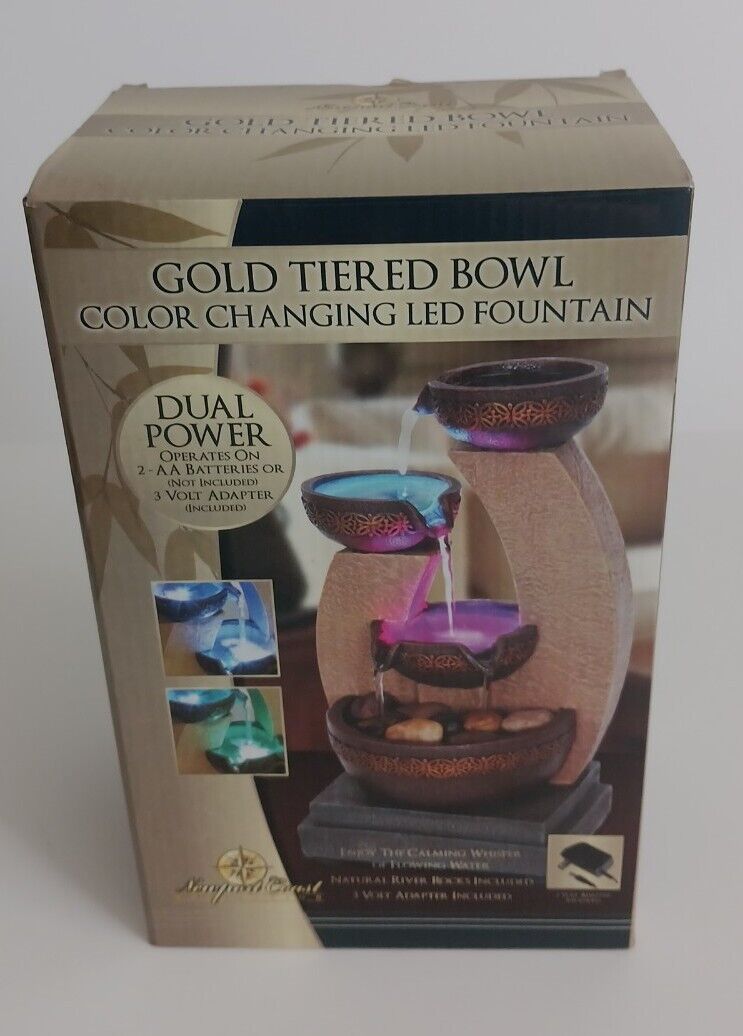 GOLD TIERED BOWL
COLOR CHANGING LED FOUNTAIN
GOLD TIERED BOWL
COLOR CHANGING LED FOUNTAIN
DUAL
POWER
OPERATES ON
2-AA BATTERIES OR
(NOT INCLUDED)
3 VOLT ADAPTER
(INCLUDED)
ENJOY THE CALMING WHISPER
OF FLOWING WATER
NATURAL RIVER ROCKS INCLUDED
3 VOLT ADAPTER INCLUDED
Newport Coast